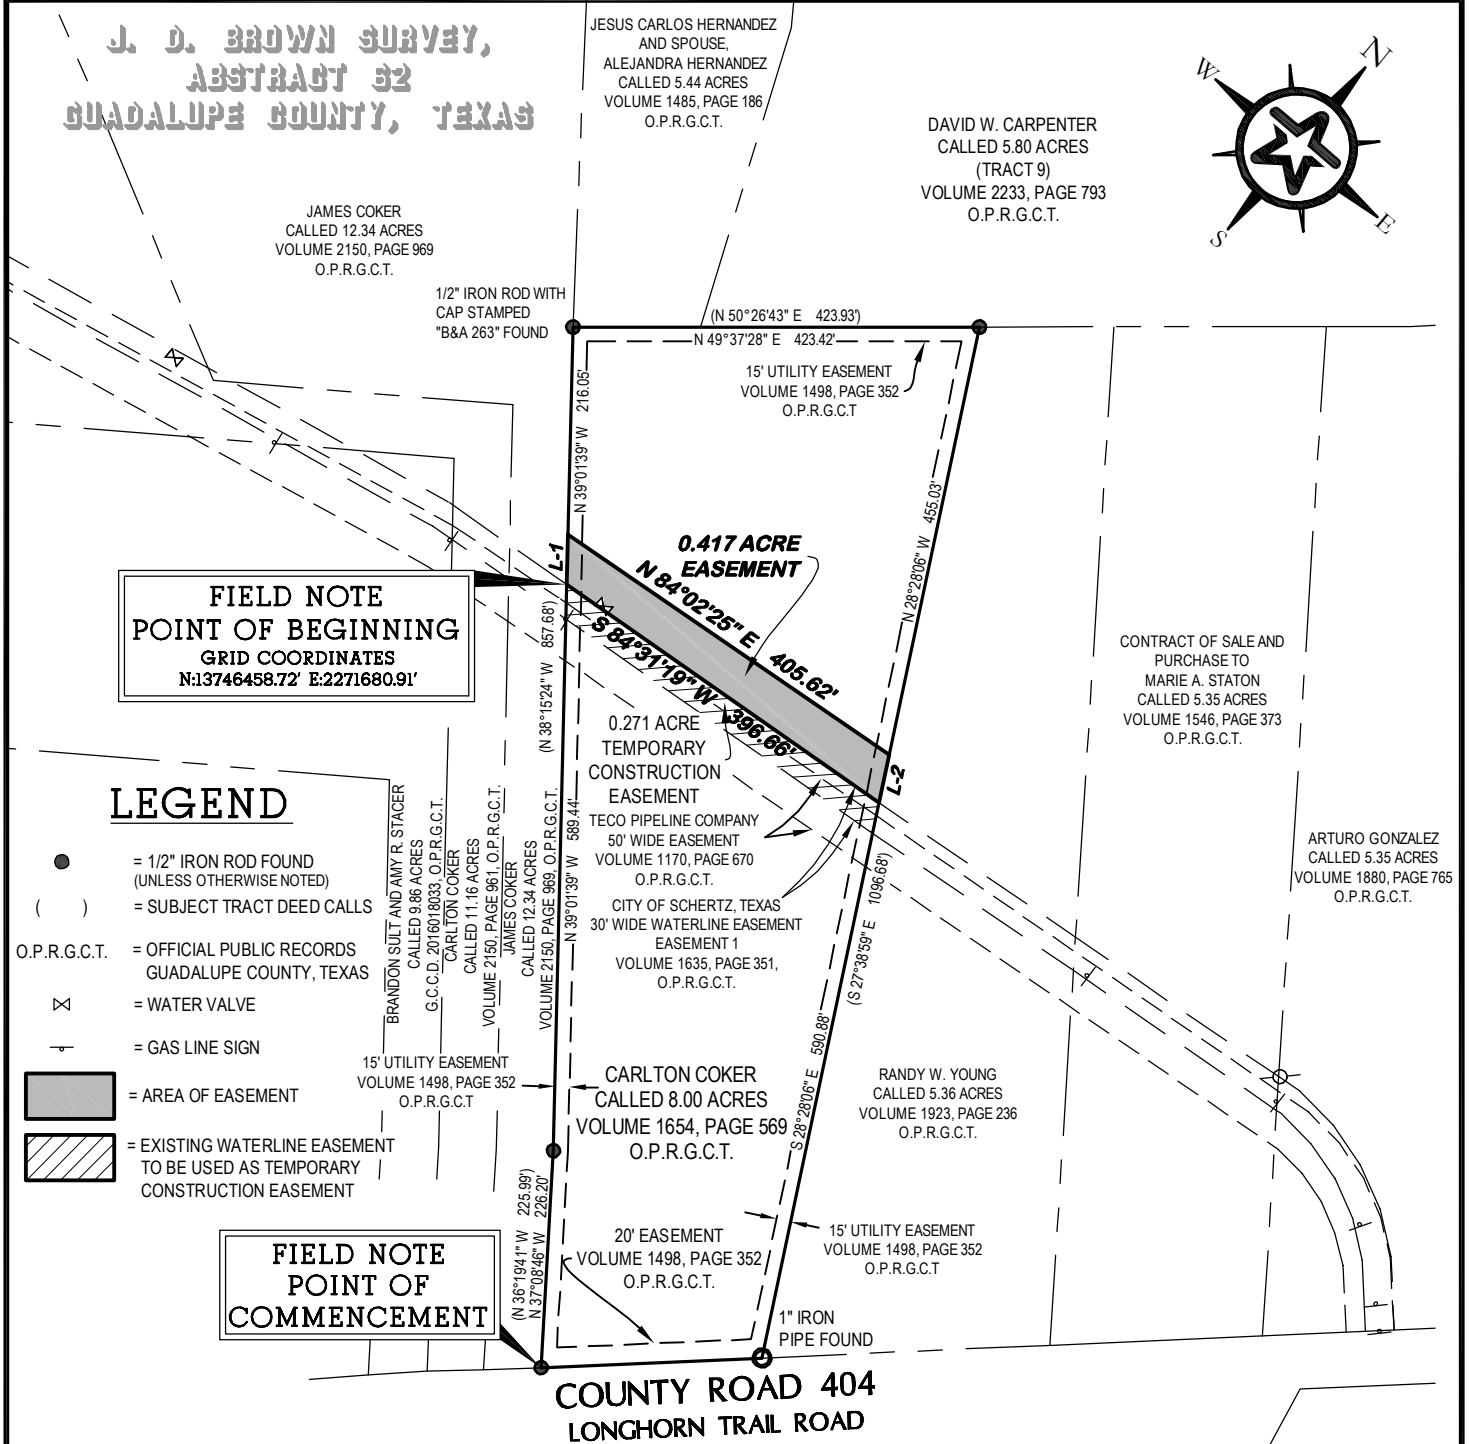 J. D. BROWN SURVEY,
ABSTRACT 62
GUADALUPE COUNTY, TEXAS
JESUS CARLOS HERNANDEZ
AND SPOUSE,
ALEJANDRA HERNANDEZ
CALLED 5.44 ACRES
VOLUME 1485, PAGE 186
O.P.R.G.C.T.
DAVID W. CARPENTER
CALLED 5.80 ACRES
(TRACT 9)
VOLUME 2233, PAGE 793
O.P.R.G.C.T.
N
W
E
S
JAMES COKER
CALLED 12.34 ACRES
VOLUME 2150, PAGE 969
O.P.R.G.C.T.
1/2" IRON ROD WITH
CAP STAMPED
"B&A 263" FOUND
(N 50°26'43" E 423.93')
N 49°37'28" E 423.42'
15' UTILITY EASEMENT
VOLUME 1498, PAGE 352
O.P.R.G.C.T
N 39°01'39" W 216.05'
N 28°28'06" W 455.03'
0.417 ACRE
EASEMENT
N 84°02'25" E 405.62'
L-1
FIELD NOTE
POINT OF BEGINNING
GRID COORDINATES
N:13746458.72' E:2271680.91'
S 84°31'19" W 396.66'
L-2
(N 38°15'24" W 857.68')
N 39°01'39" W 589.44'
0.271 ACRE
TEMPORARY
CONSTRUCTION
EASEMENT
TECO PIPELINE COMPANY
50' WIDE EASEMENT
VOLUME 1170, PAGE 670
O.P.R.G.C.T.
CITY OF SCHERTZ, TEXAS
30' WIDE WATERLINE EASEMENT
EASEMENT 1
VOLUME 1635, PAGE 351,
O.P.R.G.C.T.
CONTRACT OF SALE AND
PURCHASE TO
MARIE A. STATON
CALLED 5.35 ACRES
VOLUME 1546, PAGE 373
O.P.R.G.C.T.
ARTURO GONZALEZ
CALLED 5.35 ACRES
VOLUME 1880, PAGE 765
O.P.R.G.C.T.
(S 27°38'59" E 1096.68')
S 28°28'06" E 590.88'
LEGEND
= 1/2" IRON ROD FOUND
(UNLESS OTHERWISE NOTED)
( ) = SUBJECT TRACT DEED CALLS
O.P.R.G.C.T. = OFFICIAL PUBLIC RECORDS
GUADALUPE COUNTY, TEXAS
= WATER VALVE
= GAS LINE SIGN
= AREA OF EASEMENT
= EXISTING WATERLINE EASEMENT
TO BE USED AS TEMPORARY
CONSTRUCTION EASEMENT
BRANDON SULT AND AMY R. STACER
CALLED 9.86 ACRES
G.C.C.D. 2016018033, O.P.R.G.C.T.
CARLTON COKER
CALLED 11.16 ACRES
VOLUME 2150, PAGE 961, O.P.R.G.C.T.
JAMES COKER
CALLED 12.34 ACRES
VOLUME 2150, PAGE 969, O.P.R.G.C.T.
15' UTILITY EASEMENT
VOLUME 1498, PAGE 352
O.P.R.G.C.T
CARLTON COKER
CALLED 8.00 ACRES
VOLUME 1654, PAGE 569
O.P.R.G.C.T.
RANDY W. YOUNG
CALLED 5.36 ACRES
VOLUME 1923, PAGE 236
O.P.R.G.C.T.
(N 36°19'41" W 225.99')
N 37°08'46" W 226.20'
20' EASEMENT
VOLUME 1498, PAGE 352
O.P.R.G.C.T.
15' UTILITY EASEMENT
VOLUME 1498, PAGE 352
O.P.R.G.C.T
FIELD NOTE
POINT OF
COMMENCEMENT
1" IRON
PIPE FOUND
COUNTY ROAD 404
LONGHORN TRAIL ROAD